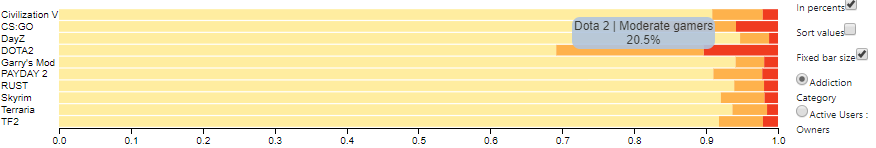 Civilization V
CS:GO
DayZ
DOTA2
Garry's Mod
PAYDAY 2
RUST
Skyrim
Terraria
TF2
0.0 0.1 0.2 0.3 0.4 0.5 0.6 0.7 0.8 0.9 1.0
Dota 2 | Moderate gamers
20.5%
In percents
Sort values
Fixed bar size
Addiction
Category
Active Users :
Owners